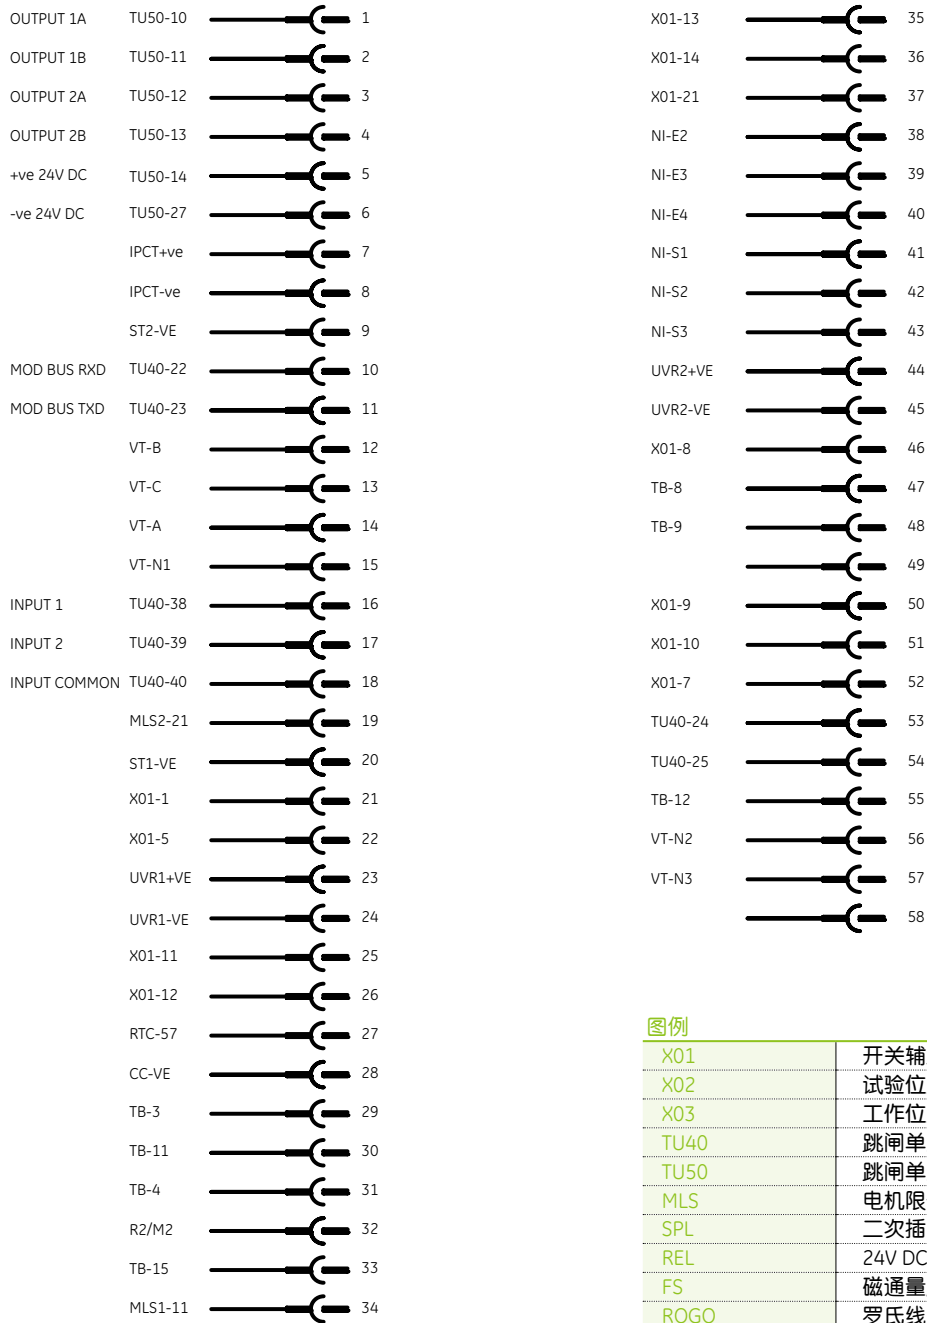 OUTPUT 1A TU50-10 1
OUTPUT 1B TU50-11 2
OUTPUT 2A TU50-12 3
OUTPUT 2B TU50-13 4
+ve 24V DC TU50-14 5
-ve 24V DC TU50-27 6
IPCT+ve 7
IPCT-ve 8
ST2-VE 9
MOD BUS RXD TU40-22 10
MOD BUS TXD TU40-23 11
VT-B 12
VT-C 13
VT-A 14
VT-N1 15
INPUT 1 TU40-38 16
INPUT 2 TU40-39 17
INPUT COMMON TU40-40 18
MLS2-21 19
ST1-VE 20
X01-1 21
X01-5 22
UVR1+VE 23
UVR1-VE 24
X01-11 25
X01-12 26
RTC-57 27
CC-VE 28
TB-3 29
TB-11 30
TB-4 31
R2/M2 32
TB-15 33
MLS1-11 34
X01-13 35
X01-14 36
X01-21 37
NI-E2 38
NI-E3 39
NI-E4 40
NI-S1 41
NI-S2 42
NI-S3 43
UVR2+VE 44
UVR2-VE 45
X01-8 46
TB-8 47
TB-9 48
49
X01-9 50
X01-10 51
X01-7 52
TU40-24 53
TU40-25 54
TB-12 55
VT-N2 56
VT-N3 57
58
图例
X01 开关辅
X02 试验位
X03 工作位
TU40 跳闸单
TU50 跳闸单
MLS 电机限
SPL 二次插
REL 24V DC
FS 磁通量
ROGO 罗氏线